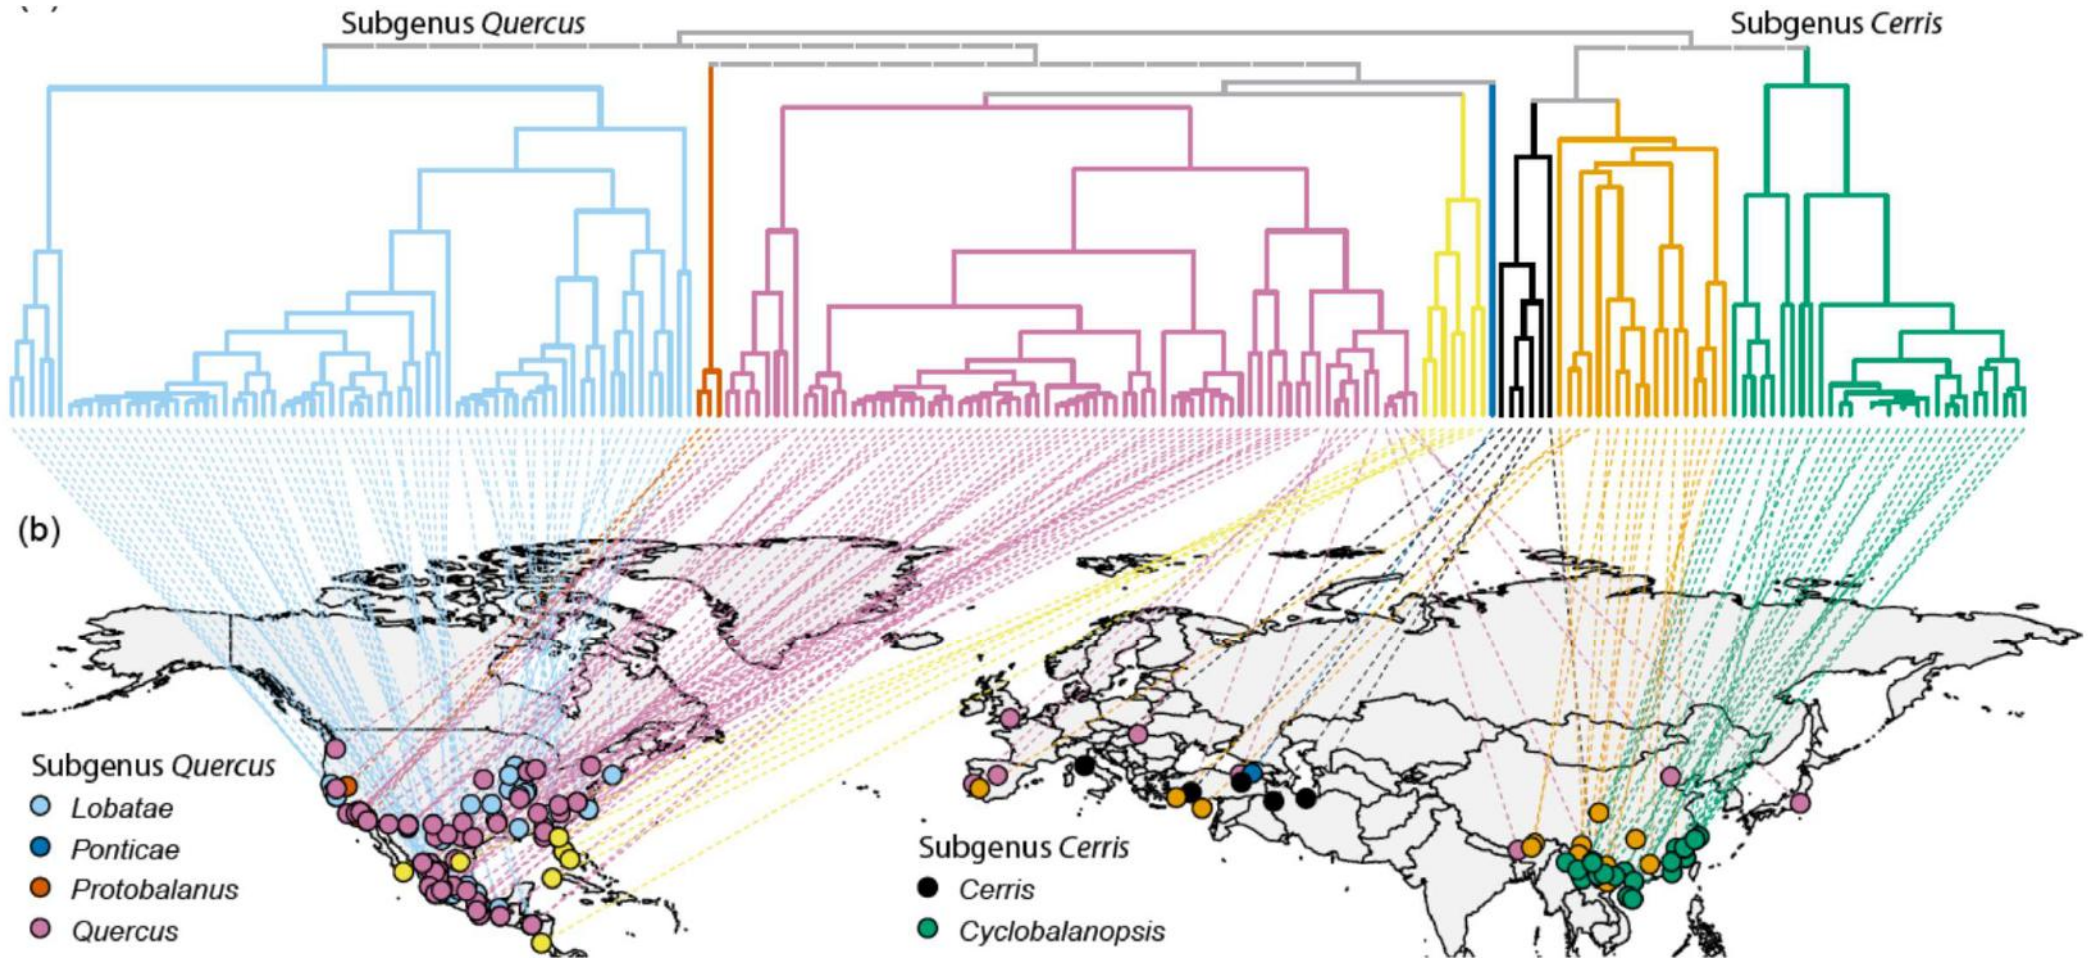 Subgenus Quercus
Subgenus Cerris
(b)
Subgenus Quercus
Lobatae
Ponticae
Protobalanus
Quercus
Subgenus Cerris
Cerris
Cyclobalanopsis